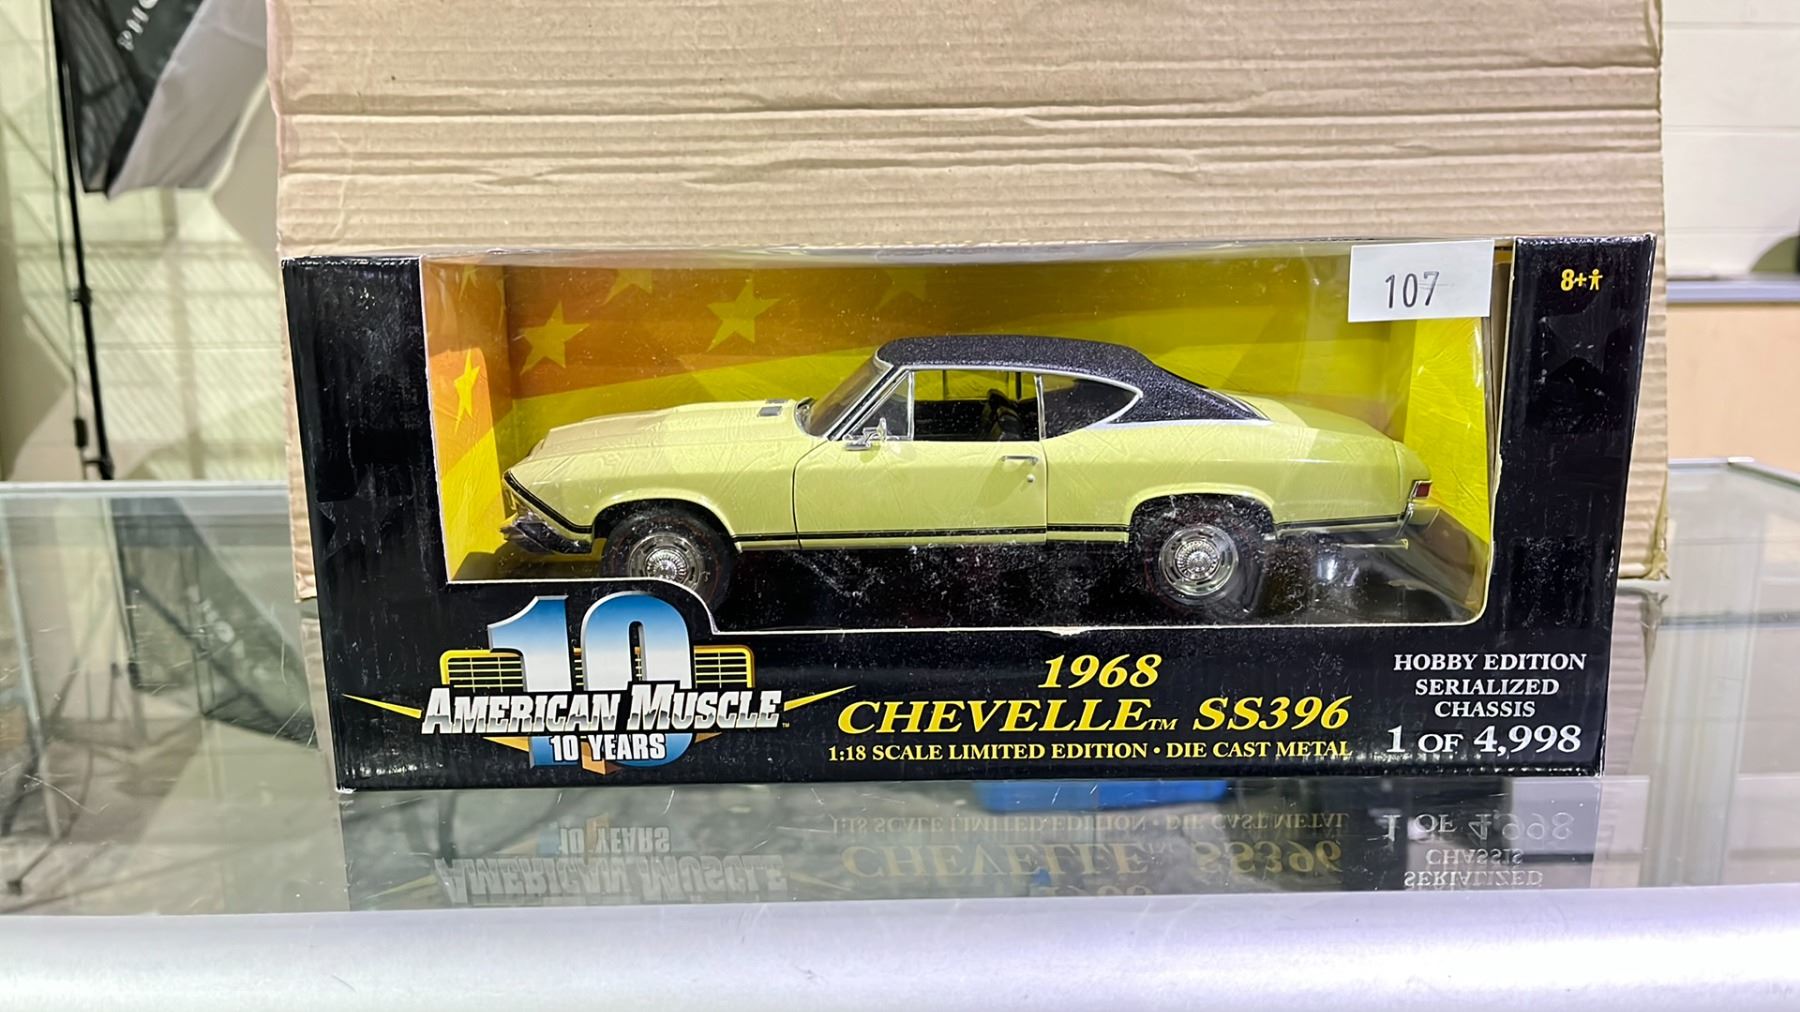 107
8+
10
AMERICAN MUSCLE™
10 YEARS
1968
CHEVELLE™ SS396
1:18 SCALE LIMITED EDITION • DIE CAST METAL
HOBBY EDITION
SERIALIZED
CHASSIS
1 OF 4,998